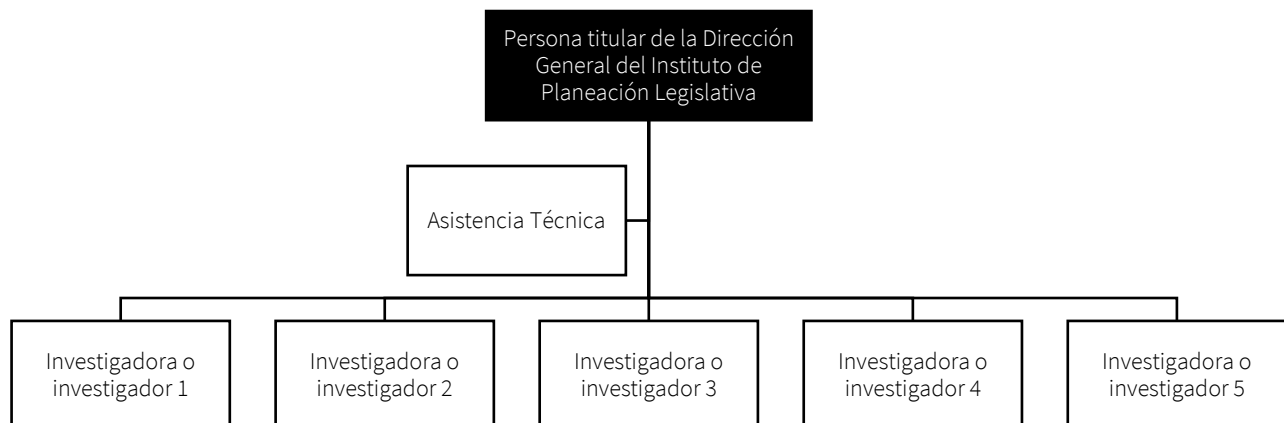 Persona titular de la Dirección
General del Instituto de
Planeación Legislativa
Asistencia Técnica
Investigadora o
investigador 1
Investigadora o
investigador 2
Investigadora o
investigador 3
Investigadora o
investigador 4
Investigadora o
investigador 5